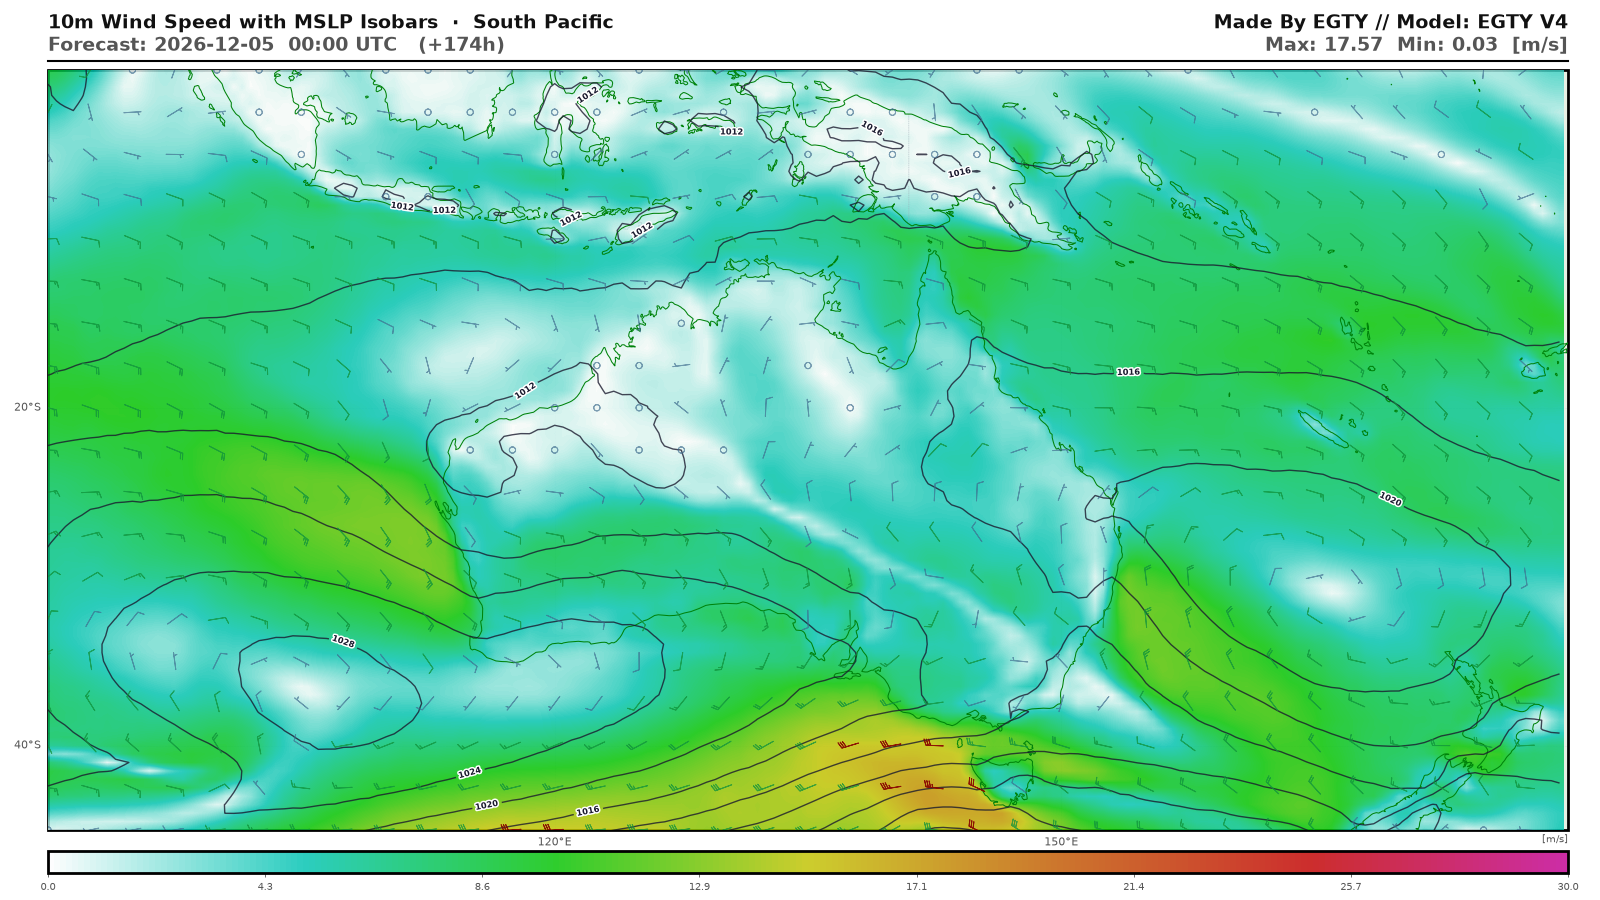 10m Wind Speed with MSLP Isobars · South Pacific
Made By EGTY // Model: EGTY V4
Forecast: 2026-12-05 00:00 UTC (+174h)
Max: 17.57 Min: 0.03 [m/s]
1012
1012
1016
1016
1012
1012
1012
1012
1016
1012
20°S
1020
1028
40°S
1024
1020
1016
120°E
150°E
[m/s]
0.0
4.3
8.6
12.9
17.1
21.4
25.7
30.0